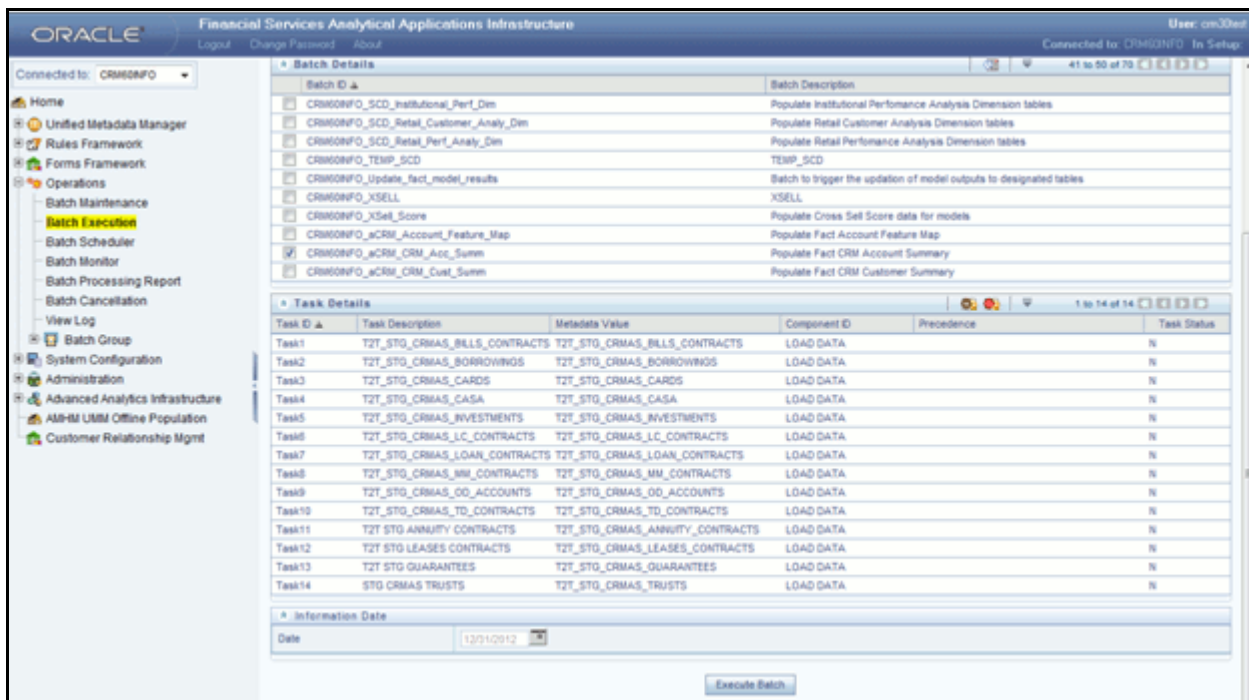 ORACLE
Financial Services Analytical Applications Infrastructure
User: crm30test
Logout Change Password About
Connected to: CRM60INFO In Setup:
Connected to: CRM60INFO
Home
Unified Metadata Manager
Rules Framework
Forms Framework
Operations
Batch Maintenance
Batch Execution
Batch Scheduler
Batch Monitor
Batch Processing Report
Batch Cancellation
View Log
Batch Group
System Configuration
Administration
Advanced Analytics Infrastructure
AMHM UMM Offline Population
Customer Relationship Mgmt
Batch Details 41 to 50 of 70
Batch ID Batch Description
CRM60INFO_SCD_Institutional_Perf_Dim Populate Institutional Perfomance Analysis Dimension tables
CRM60INFO_SCD_Retail_Customer_Analy_Dim Populate Retail Customer Analysis Dimension tables
CRM60INFO_SCD_Retail_Perf_Analy_Dim Populate Retail Perfomance Analysis Dimension tables
CRM60INFO_TEMP_SCD TEMP_SCD
CRM60INFO_Update_fact_model_results Batch to trigger the updation of model outputs to designated tables
CRM60INFO_XSELL XSELL
CRM60INFO_XSell_Score Populate Cross Sell Score data for models
CRM60INFO_aCRM_Account_Feature_Map Populate Fact Account Feature Map
CRM60INFO_aCRM_CRM_Acc_Summ Populate Fact CRM Account Summary
CRM60INFO_aCRM_CRM_Cust_Summ Populate Fact CRM Customer Summary
Task Details 1 to 14 of 14
Task ID Task Description Metadata Value Component ID Precedence Task Status
Task1 T2T_STG_CRMAS_BILLS_CONTRACTS T2T_STG_CRMAS_BILLS_CONTRACTS LOAD DATA N
Task2 T2T_STG_CRMAS_BORROWINGS T2T_STG_CRMAS_BORROWINGS LOAD DATA N
Task3 T2T_STG_CRMAS_CARDS T2T_STG_CRMAS_CARDS LOAD DATA N
Task4 T2T_STG_CRMAS_CASA T2T_STG_CRMAS_CASA LOAD DATA N
Task5 T2T_STG_CRMAS_INVESTMENTS T2T_STG_CRMAS_INVESTMENTS LOAD DATA N
Task6 T2T_STG_CRMAS_LC_CONTRACTS T2T_STG_CRMAS_LC_CONTRACTS LOAD DATA N
Task7 T2T_STG_CRMAS_LOAN_CONTRACTS T2T_STG_CRMAS_LOAN_CONTRACTS LOAD DATA N
Task8 T2T_STG_CRMAS_MM_CONTRACTS T2T_STG_CRMAS_MM_CONTRACTS LOAD DATA N
Task9 T2T_STG_CRMAS_OD_ACCOUNTS T2T_STG_CRMAS_OD_ACCOUNTS LOAD DATA N
Task10 T2T_STG_CRMAS_TD_CONTRACTS T2T_STG_CRMAS_TD_CONTRACTS LOAD DATA N
Task11 T2T STG ANNUITY CONTRACTS T2T_STG_CRMAS_ANNUITY_CONTRACTS LOAD DATA N
Task12 T2T STG LEASES CONTRACTS T2T_STG_CRMAS_LEASES_CONTRACTS LOAD DATA N
Task13 T2T STG GUARANTEES T2T_STG_CRMAS_GUARANTEES LOAD DATA N
Task14 STG CRMAS TRUSTS T2T_STG_CRMAS_TRUSTS LOAD DATA N
Information Date
Date 12/31/2012
Execute Batch